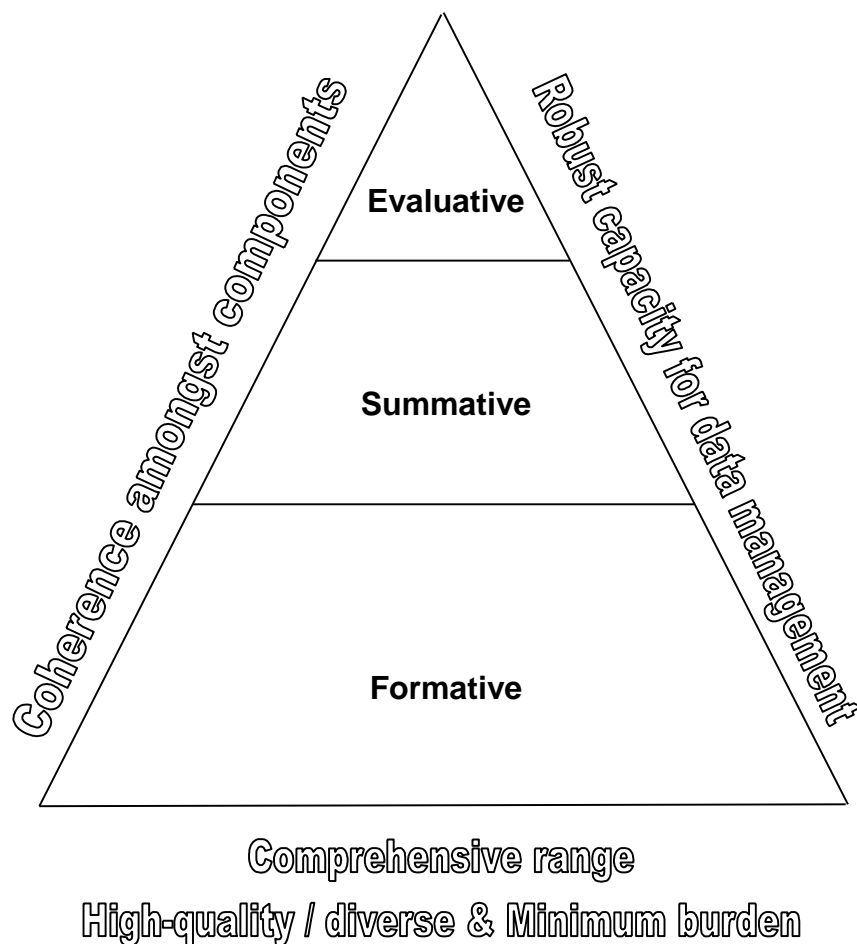 Coherence amongst components
Robust capacity for data management
Evaluative
Summative
Formative
Comprehensive range
High-quality / diverse & Minimum burden